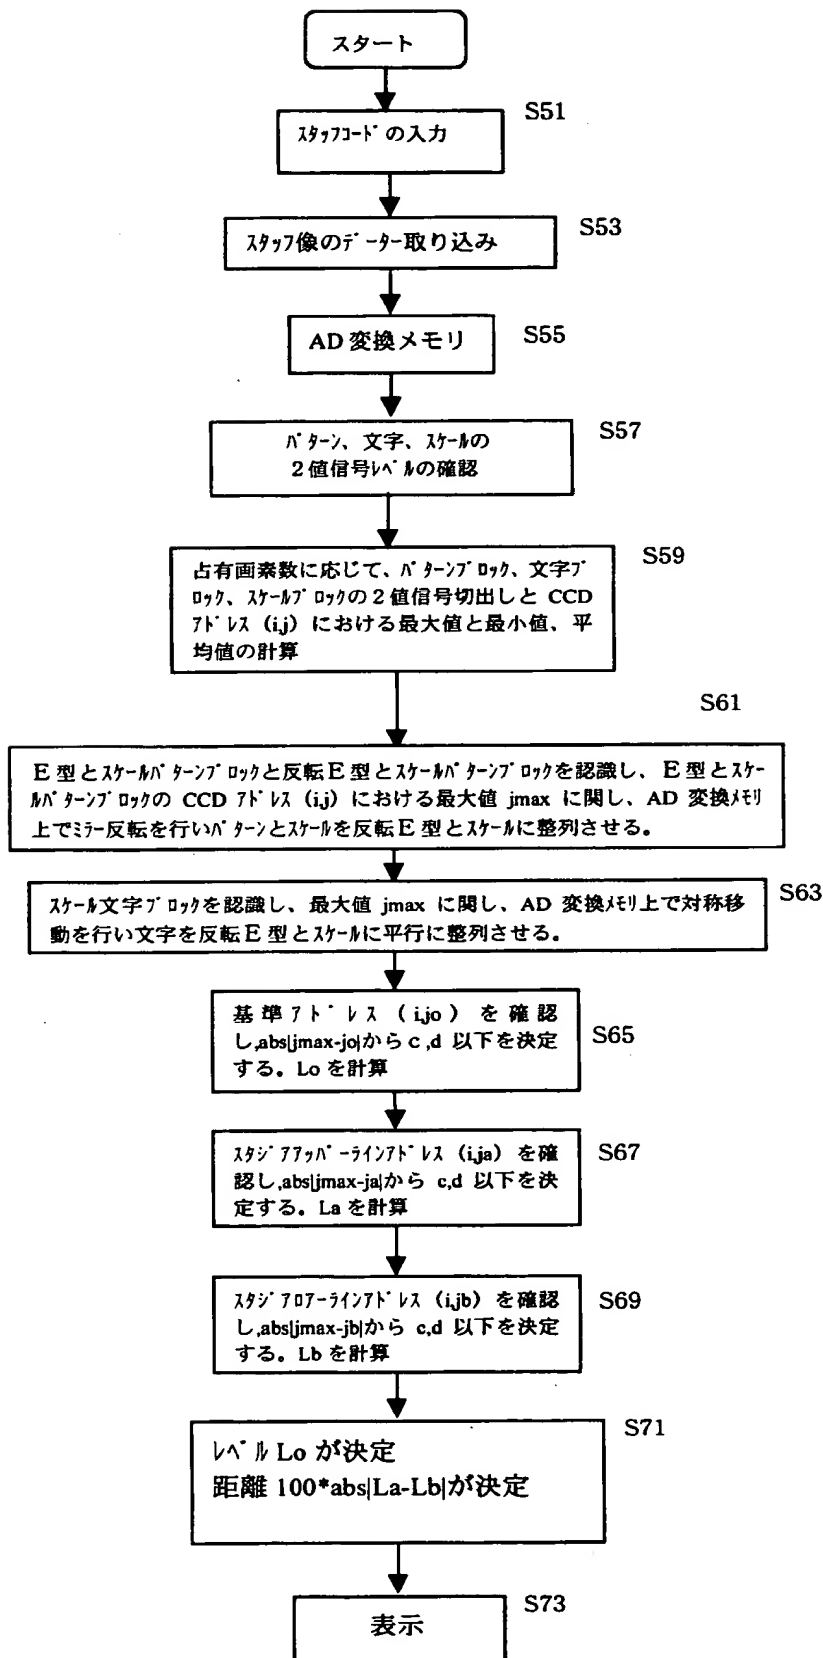 スタート
S51
スタッフコードの入力
S53
スタッフ像のデーター取り込み
S55
AD変換メモリ
S57
パターン、文字、スケールの
2値信号レベルの確認
S59
占有画素数に応じて、パターンブロック、文字ブ
ロック、スケールブロックの2値信号切出しと CCD
アドレス (i,j) における最大値と最小値、平
均値の計算
S61
E型とスケールパターンブロックと反転E型とスケールパターンブロックを認識し、E型とスケー
ルパターンブロックの CCD アドレス (i,j) における最大値 jmax に関し、AD 変換メモリ
上でミラー反転を行いパターンとスケールを反転E型とスケールに整列させる。
S63
スケール文字ブロックを認識し、最大値 jmax に関し、AD 変換メモリ上で対称移
動を行い文字を反転E型とスケールに平行に整列させる。
S65
基準アドレス (i,jo) を確認
し,abs|jmax-jo|からc,d以下を決定
する。Lo を計算
S67
スタジアアッパーラインアドレス (i,ja) を確
認し,abs|jmax-ja|から c,d 以下を決
定する。La を計算
S69
スタジアロアーラインアドレス (i,jb) を確認
し,abs|jmax-jb|から c,d 以下を決定
する。Lb を計算
S71
レベル Lo が決定
距離 100*abs|La-Lb|が決定
S73
表示